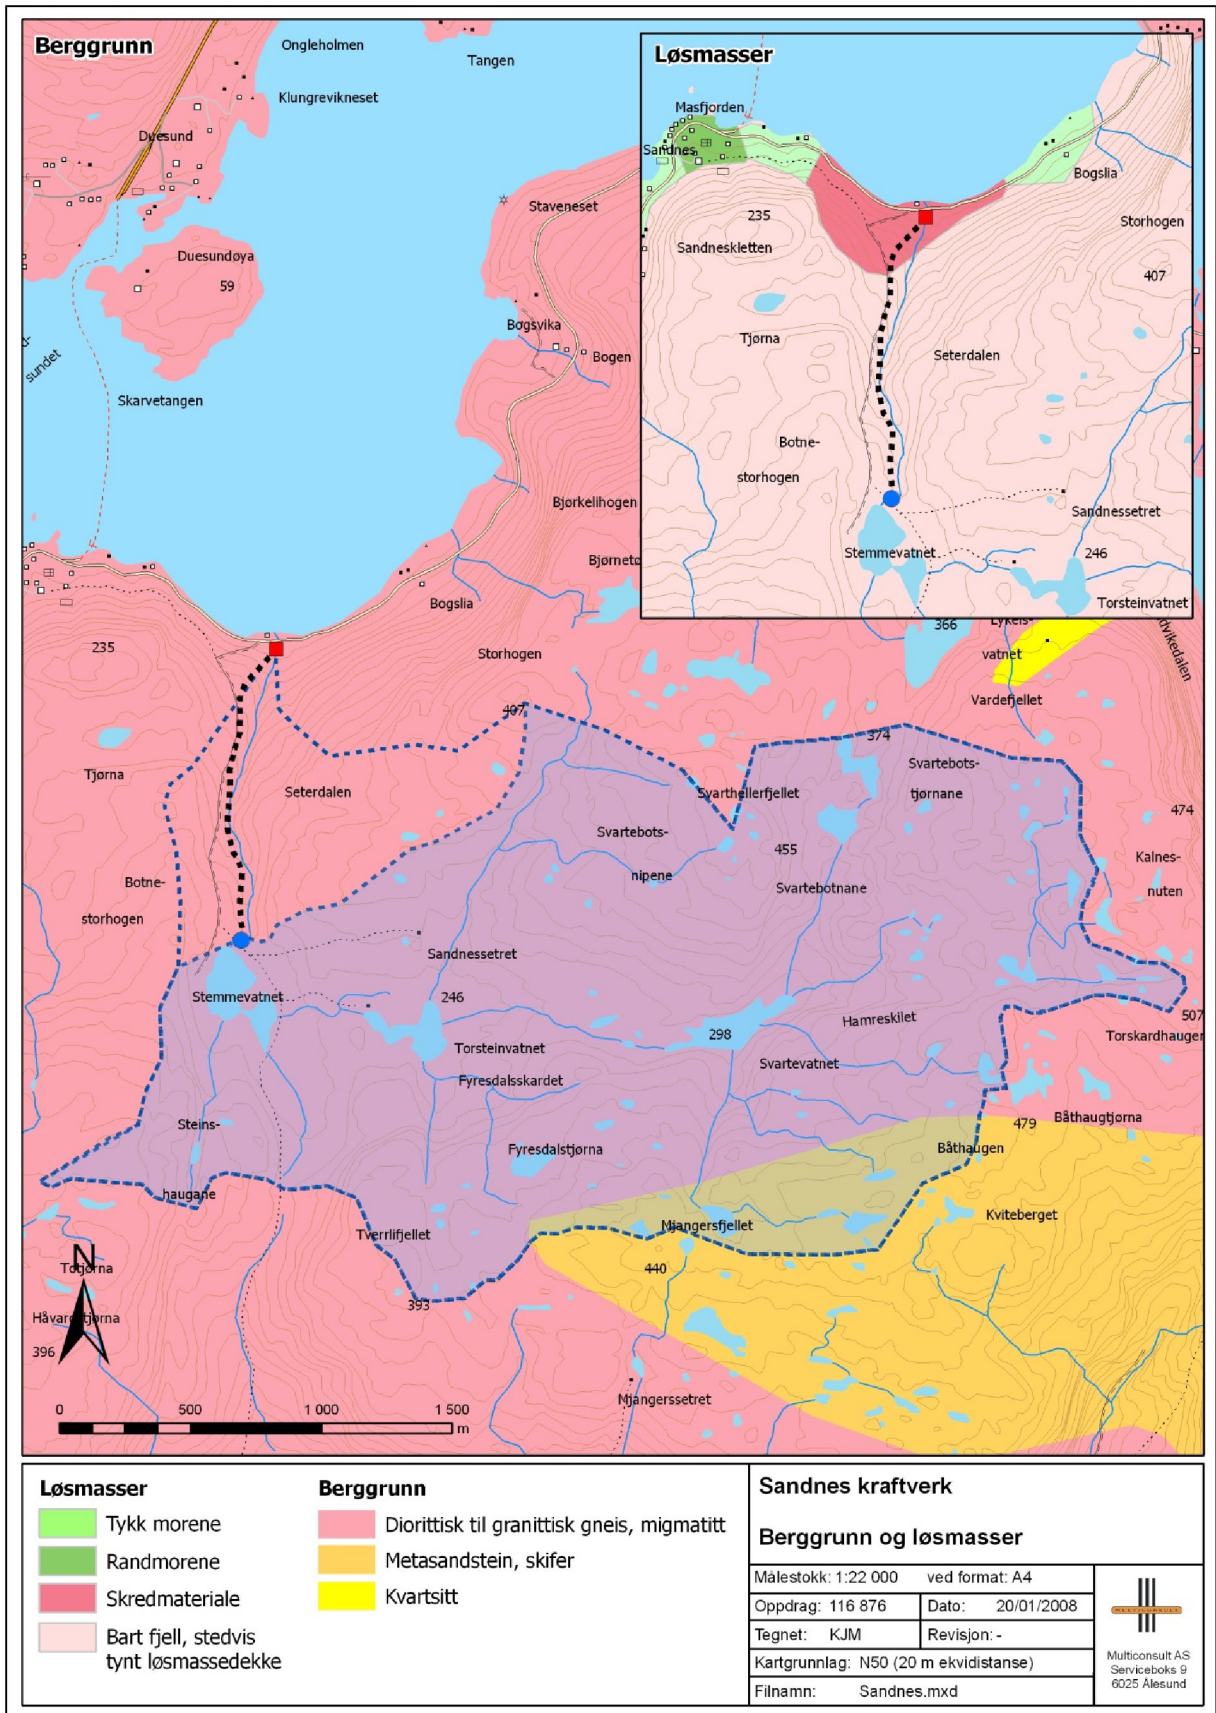 Berggrunn
Ongleholmen
Tangen
Klungrevikneset
Duesund
Staveneset
Duesundøya
59
Bogsvika
Bogen
sundet
Skarvetangen
Bjørkelihogen
Bogslia
235
Storhogen
407
Tjørna
Seterdalen
Botne-
storhogen
Løsmasser
Masfjorden
Sandnes
Bogslia
235
Sandneskletten
Storhogen
407
Tjørna
Seterdalen
Botne-
storhogen
Sandnessetret
Stemmevatnet
246
Torsteinvatnet
366
vatnet
Vardefjellet
374
Svarthellerfjellet
Svartebots-
tjørnane
474
Svartebots-
nipene
455
Svartebotnane
Kalnes-
nuten
Sandnessetret
Stemmevatnet
246
Torsteinvatnet
Fyresdalsskardet
298
Hamreskilet
Svartevatnet
507
Torskardhaugen
Steins-
haugane
Fyresdalstjørna
479
Båthaugtjørna
Båthaugen
Kviteberget
Tverrlifjellet
Mjangersfjellet
440
393
N
Håvardstjørna
396
Mjangerssetret
0 500 1 000 1 500
m
Løsmasser
Tykk morene
Randmorene
Skredmateriale
Bart fjell, stedvis
tynt løsmassedekke
Berggrunn
Diorittisk til granittisk gneis, migmatitt
Metasandstein, skifer
Kvartsitt
Sandnes kraftverk
Berggrunn og løsmasser
Målestokk: 1:22 000 ved format: A4
Oppdrag: 116 876 Dato: 20/01/2008
Tegnet: KJM Revisjon: -
Kartgrunnlag: N50 (20 m ekvidistanse)
Filnamn: Sandnes.mxd
MULTICONSULT
Multiconsult AS
Serviceboks 9
6025 Ålesund